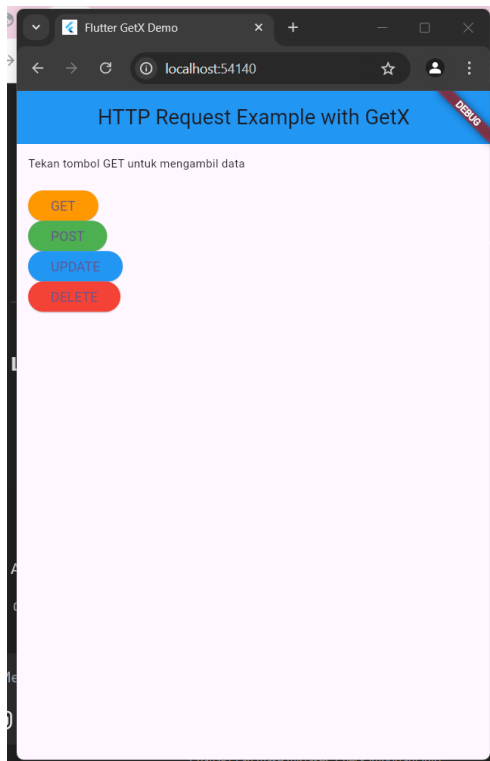 Flutter GetX Demo
localhost:54140
HTTP Request Example with GetX
DEBUG
Tekan tombol GET untuk mengambil data
GET
POST
UPDATE
DELETE